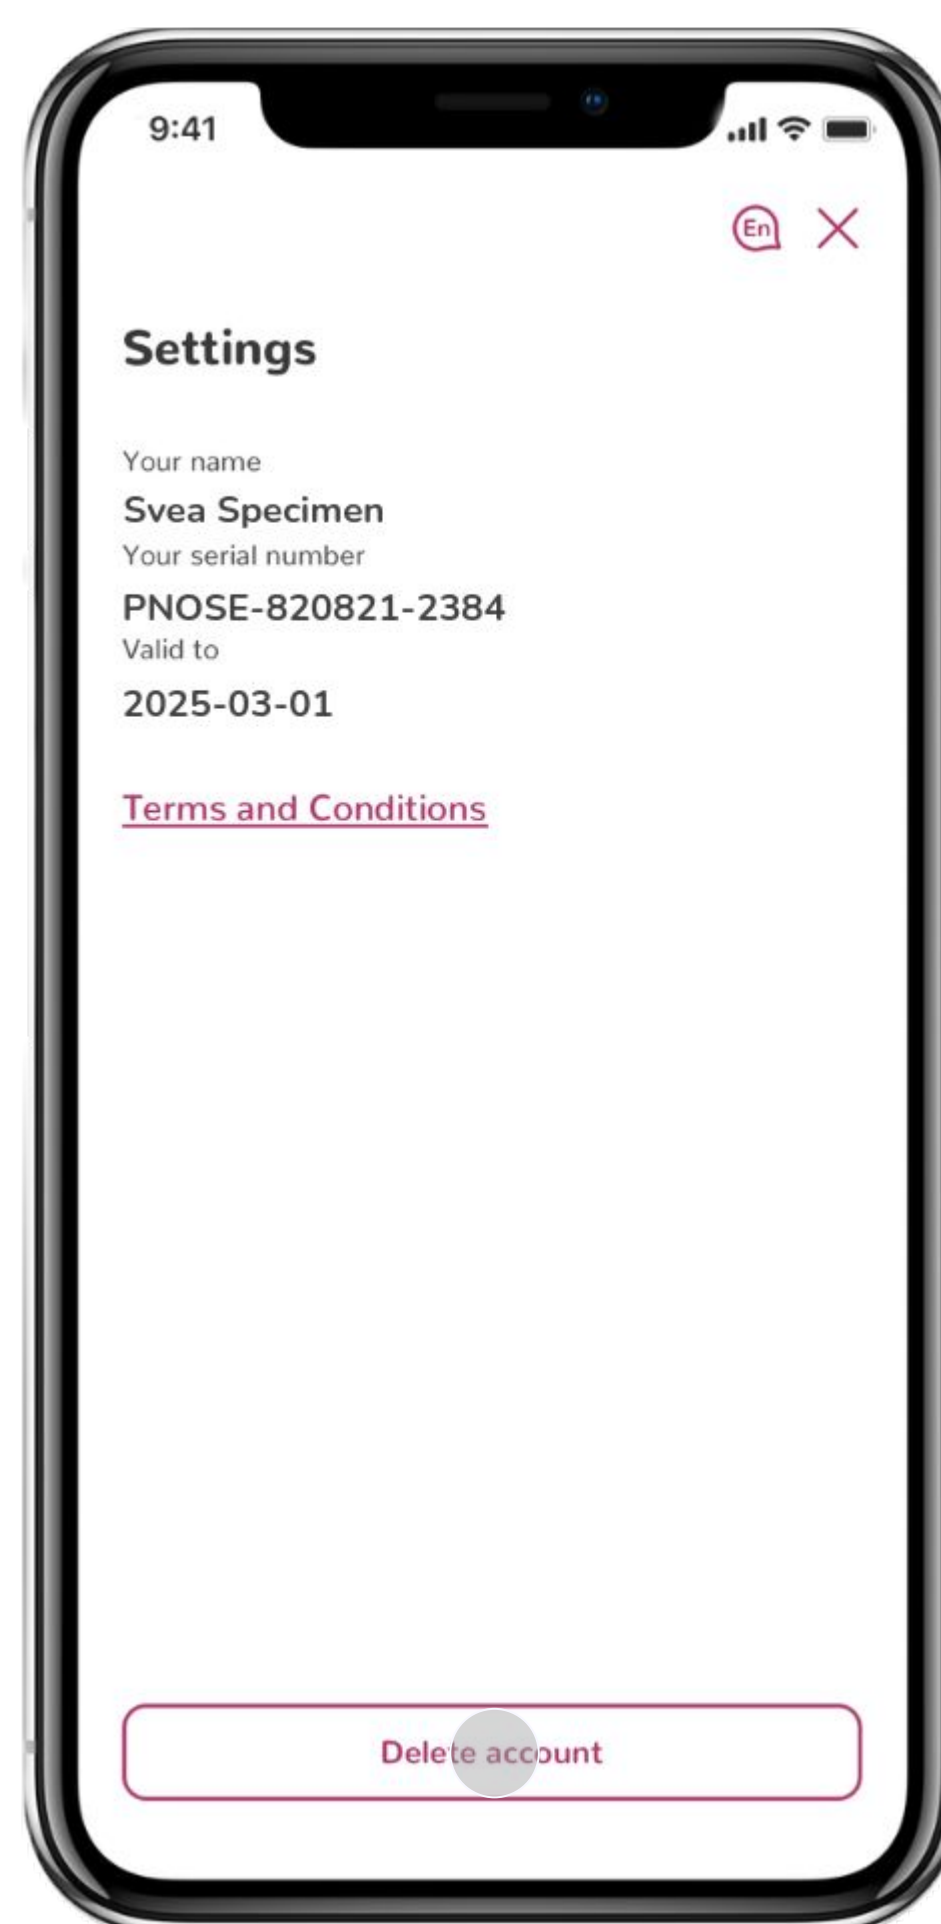 9:41
En
Settings
Your name
Svea Specimen
Your serial number
PNOSE-820821-2384
Valid to
2025-03-01
Terms and Conditions
Delete account